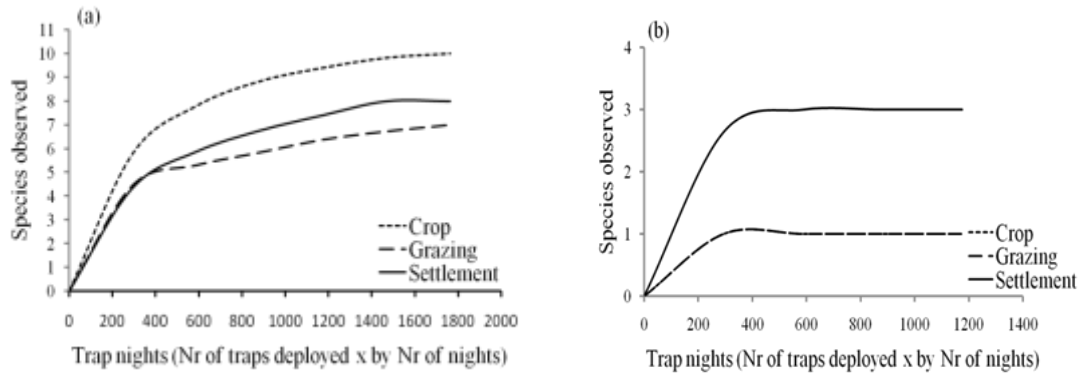 (a)
Species observed
10
9
8
7
6
5
4
3
2
1
0
Crop
Grazing
Settlement
0 200 400 600 800 1000 1200 1400 1600 1800 2000
Trap nights (Nr of traps deployed x by Nr of nights)
(b)
Species observed
4
3
2
1
0
Crop
Grazing
Settlement
0 200 400 600 800 1000 1200 1400
Trap nights (Nr of traps deployed x by Nr of nights)